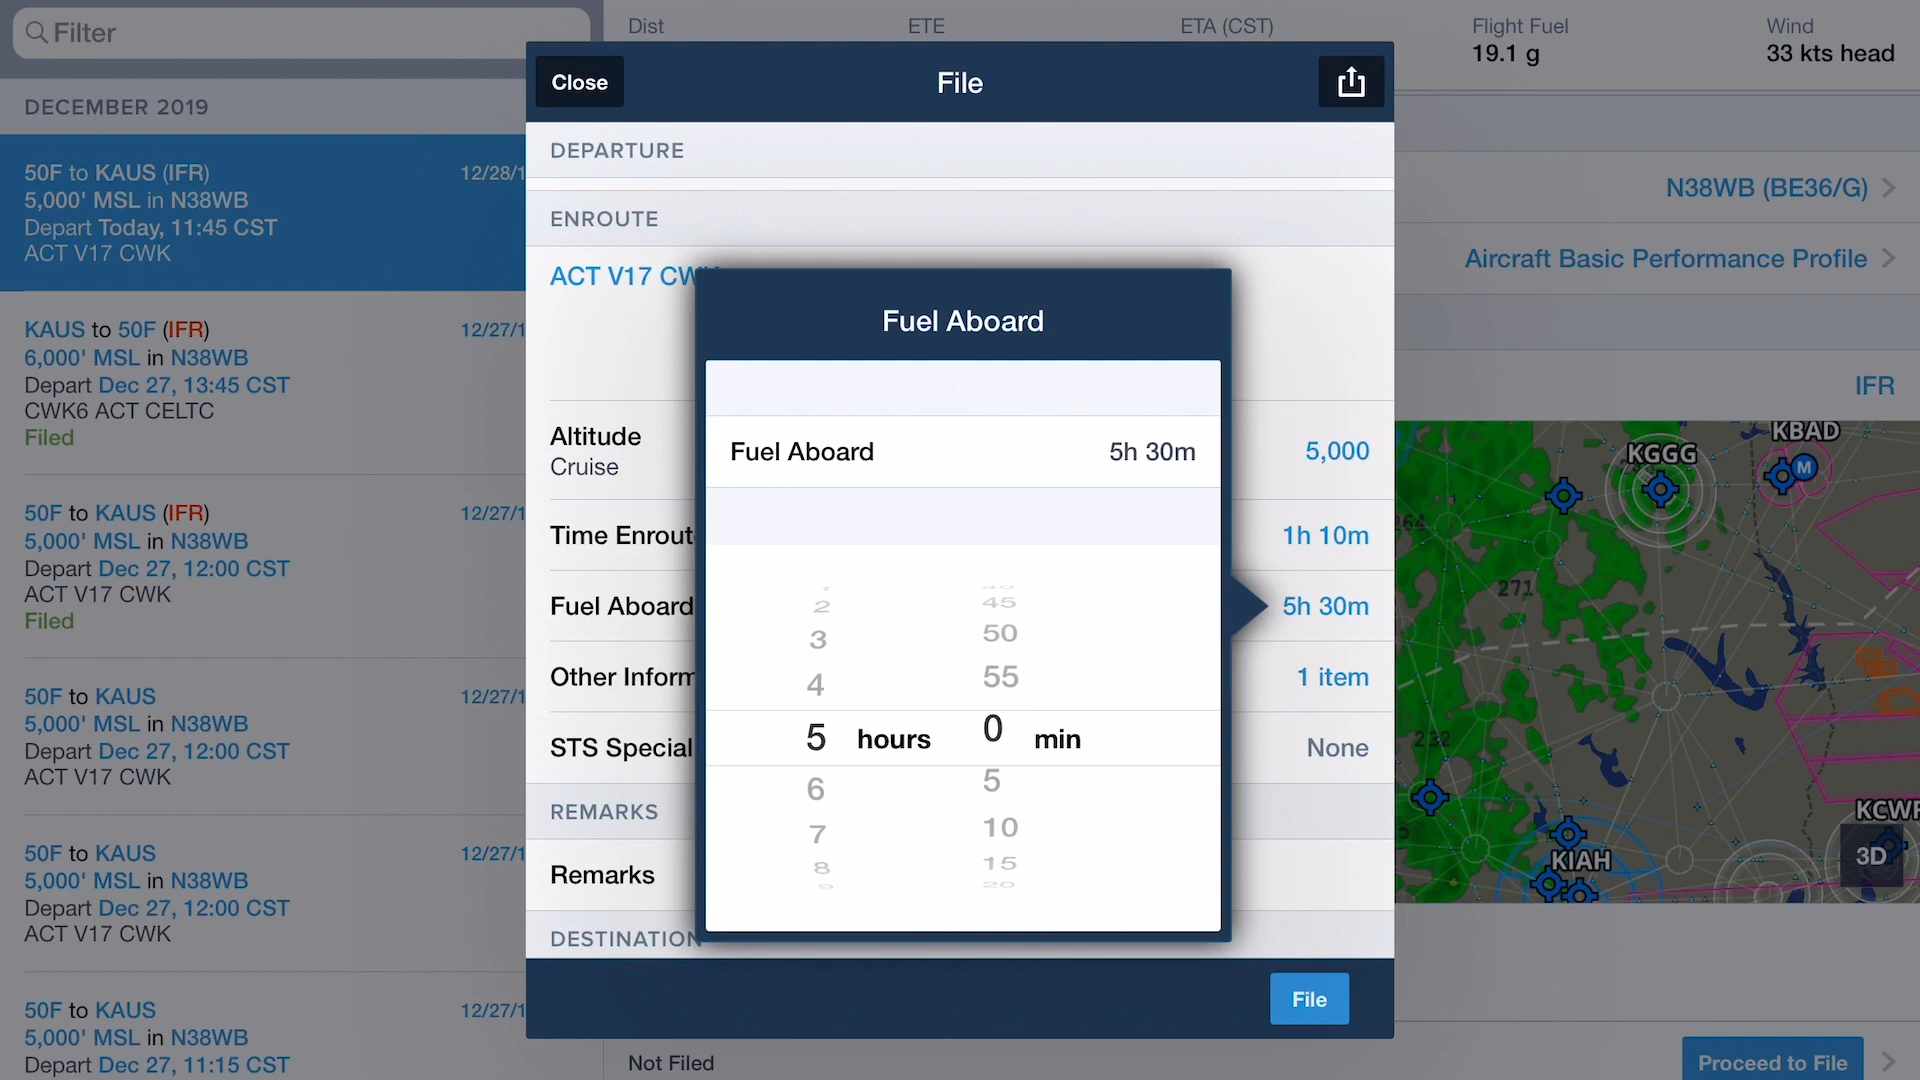 Filter
DECEMBER 2019
50F to KAUS (IFR)
12/28/1
5,000' MSL in N38WB
Depart Today, 11:45 CST
ACT V17 CWK
KAUS to 50F (IFR)
12/27/1
6,000' MSL in N38WB
Depart Dec 27, 13:45 CST
CWK6 ACT CELTC
Filed
50F to KAUS (IFR)
12/27/1
5,000' MSL in N38WB
Depart Dec 27, 12:00 CST
ACT V17 CWK
Filed
50F to KAUS
12/27/1
5,000' MSL in N38WB
Depart Dec 27, 12:00 CST
ACT V17 CWK
50F to KAUS
12/27/1
5,000' MSL in N38WB
Depart Dec 27, 12:00 CST
ACT V17 CWK
50F to KAUS
12/27/1
5,000' MSL in N38WB
Depart Dec 27, 11:15 CST
Dist
ETE
ETA (CST)
Flight Fuel
19.1 g
Wind
33 kts head
Close
File
DEPARTURE
ENROUTE
ACT V17 CW
Altitude
Cruise
5,000
Time Enrout
1h 10m
Fuel Aboard
5h 30m
Other Inform
1 item
STS Special
None
REMARKS
Remarks
DESTINATION
File
Fuel Aboard
Fuel Aboard
5h 30m
1
40
2
45
3
50
4
55
5 hours 0 min
6
5
7
10
8
15
9
20
N38WB (BE36/G)
Aircraft Basic Performance Profile
IFR
KBAD
KGGG
M
264
271
232
KCWF
KIAH
3D
Not Filed
Proceed to File